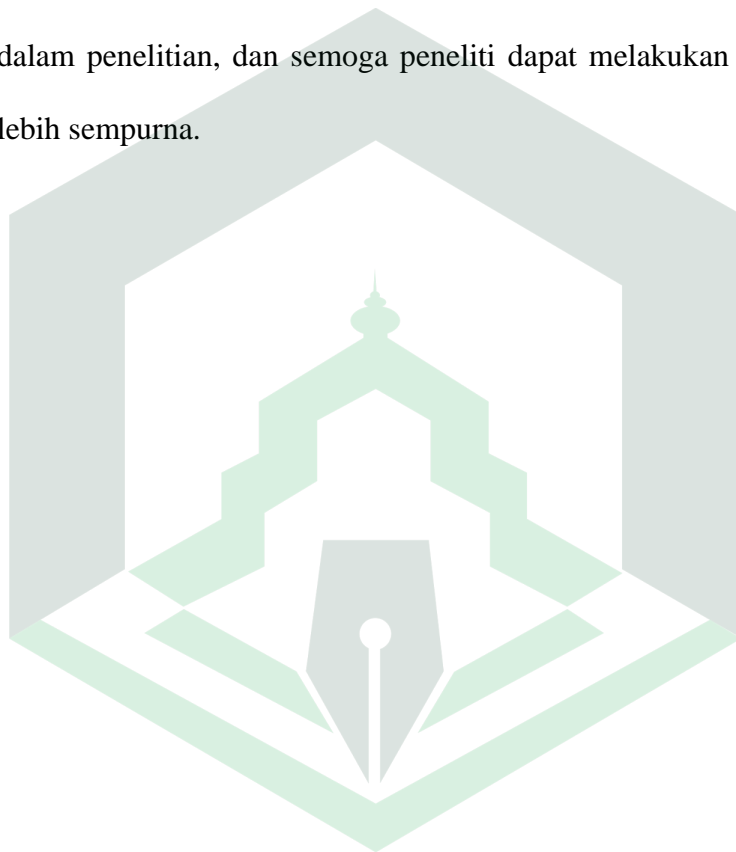 dalam penelitian, dan semoga peneliti dapat melakukan
lebih sempurna.